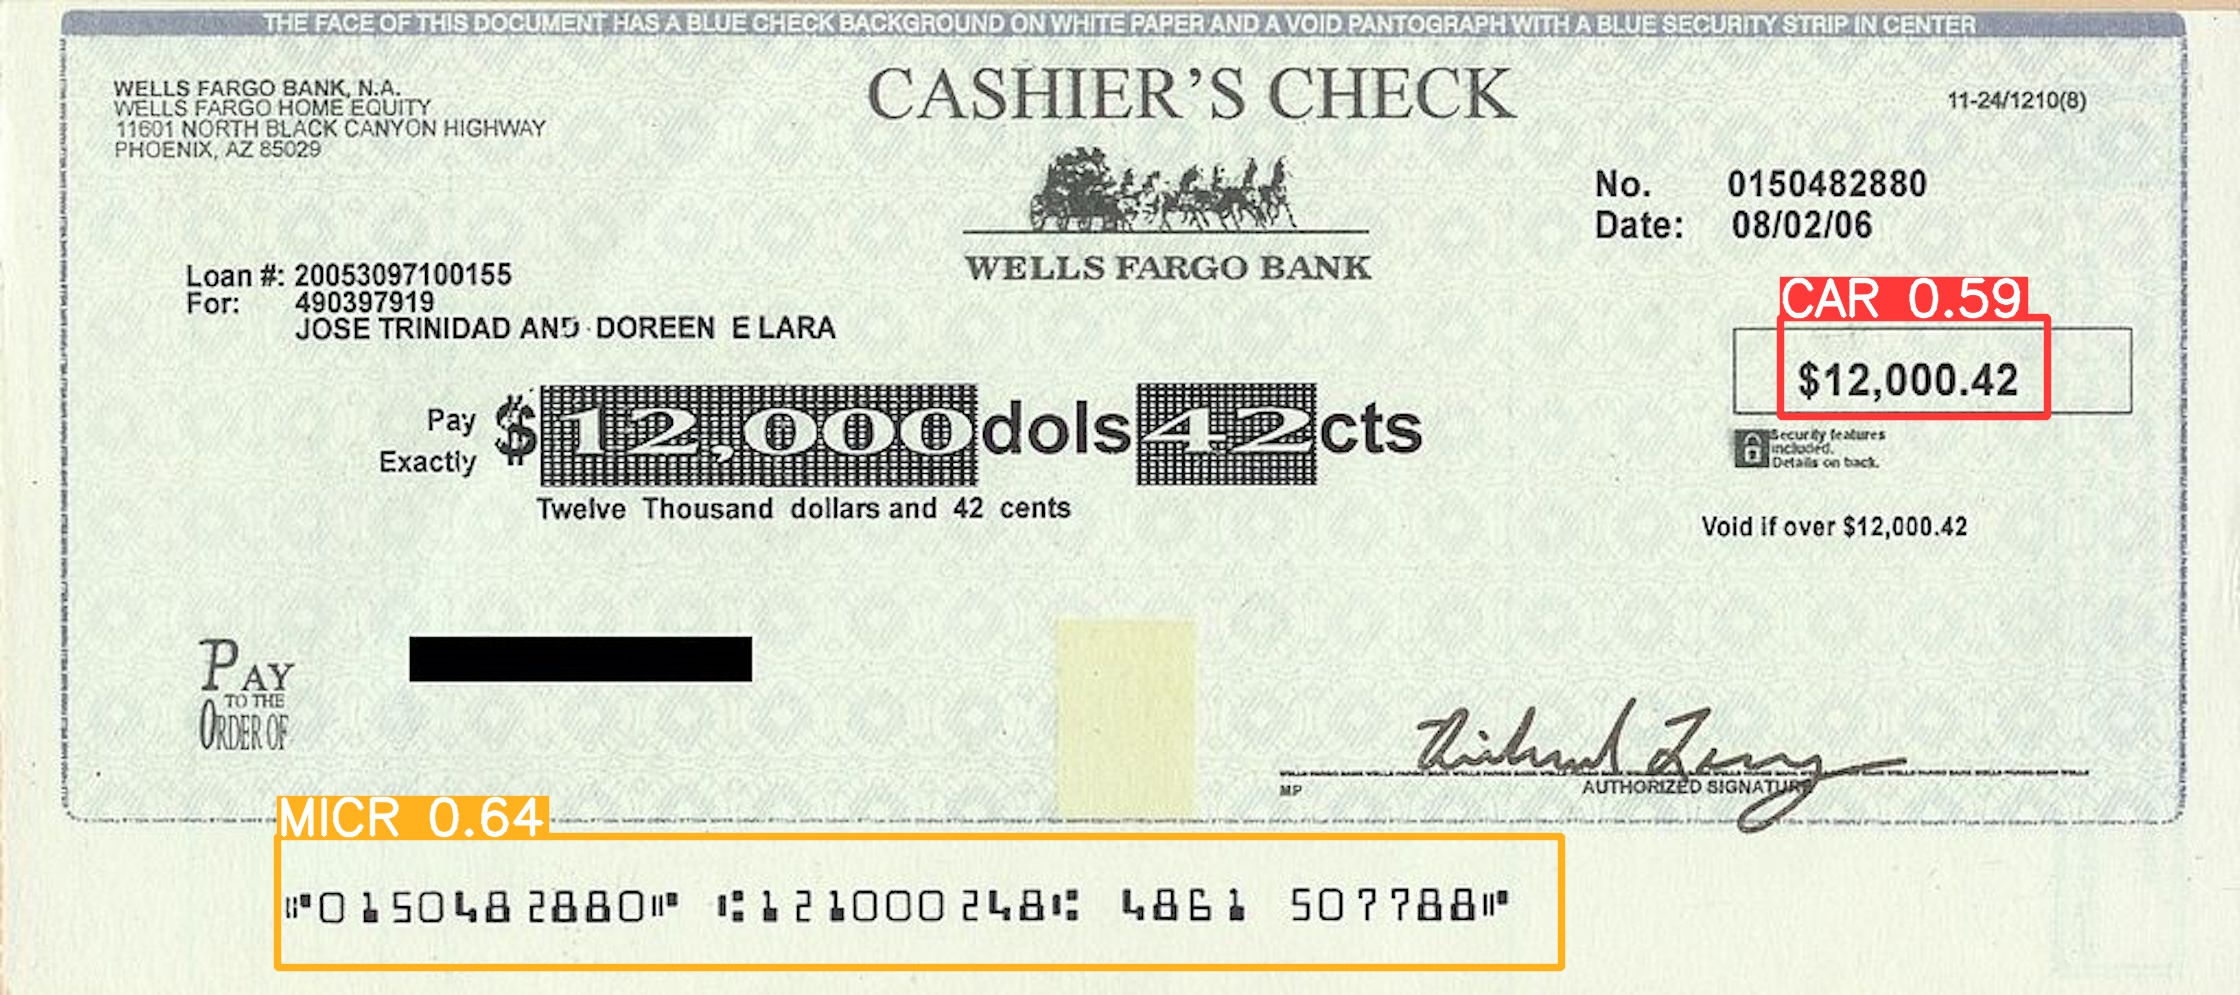 THE FACE OF THIS DOCUMENT HAS A BLUE CHECK BACKGROUND ON WHITE PAPER AND A VOID PANTOGRAPH WITH A BLUE SECURITY STRIP IN CENTER
WELLS FARGO BANK, N.A.
WELLS FARGO HOME EQUITY
11601 NORTH BLACK CANYON HIGHWAY
PHOENIX, AZ 85029
CASHIER'S CHECK
11-24/1210(8)
WELLS FARGO BANK
No. 0150482880
Date: 08/02/06
Loan #: 20053097100155
For: 490397919
JOSE TRINIDAD AND DOREEN E LARA
CAR 0.59
$12,000.42
Pay Exactly $12,000dols42cts
Twelve Thousand dollars and 42 cents
Security features
included.
Details on back.
Void if over $12,000.42
PAY
TO THE
ORDER OF
Richard Levy
MP
AUTHORIZED SIGNATURE
MICR 0.64
⑈0150482880⑈ ⑆121000248⑆ 4861 507788⑈